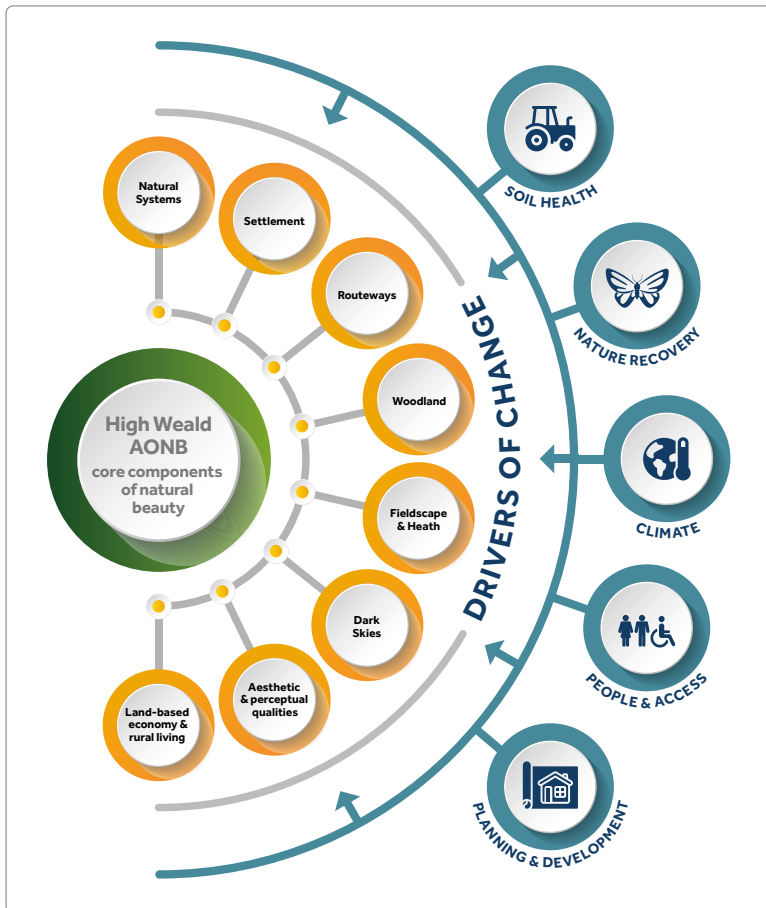 High Weald
AONB
core components
of natural
beauty
Natural
Systems
Settlement
Routeways
Woodland
Fieldscape
& Heath
Dark
Skies
Aesthetic
& perceptual
qualities
Land-based
economy &
rural living
DRIVERS OF CHANGE
SOIL HEALTH
NATURE RECOVERY
CLIMATE
PEOPLE & ACCESS
PLANNING & DEVELOPMENT